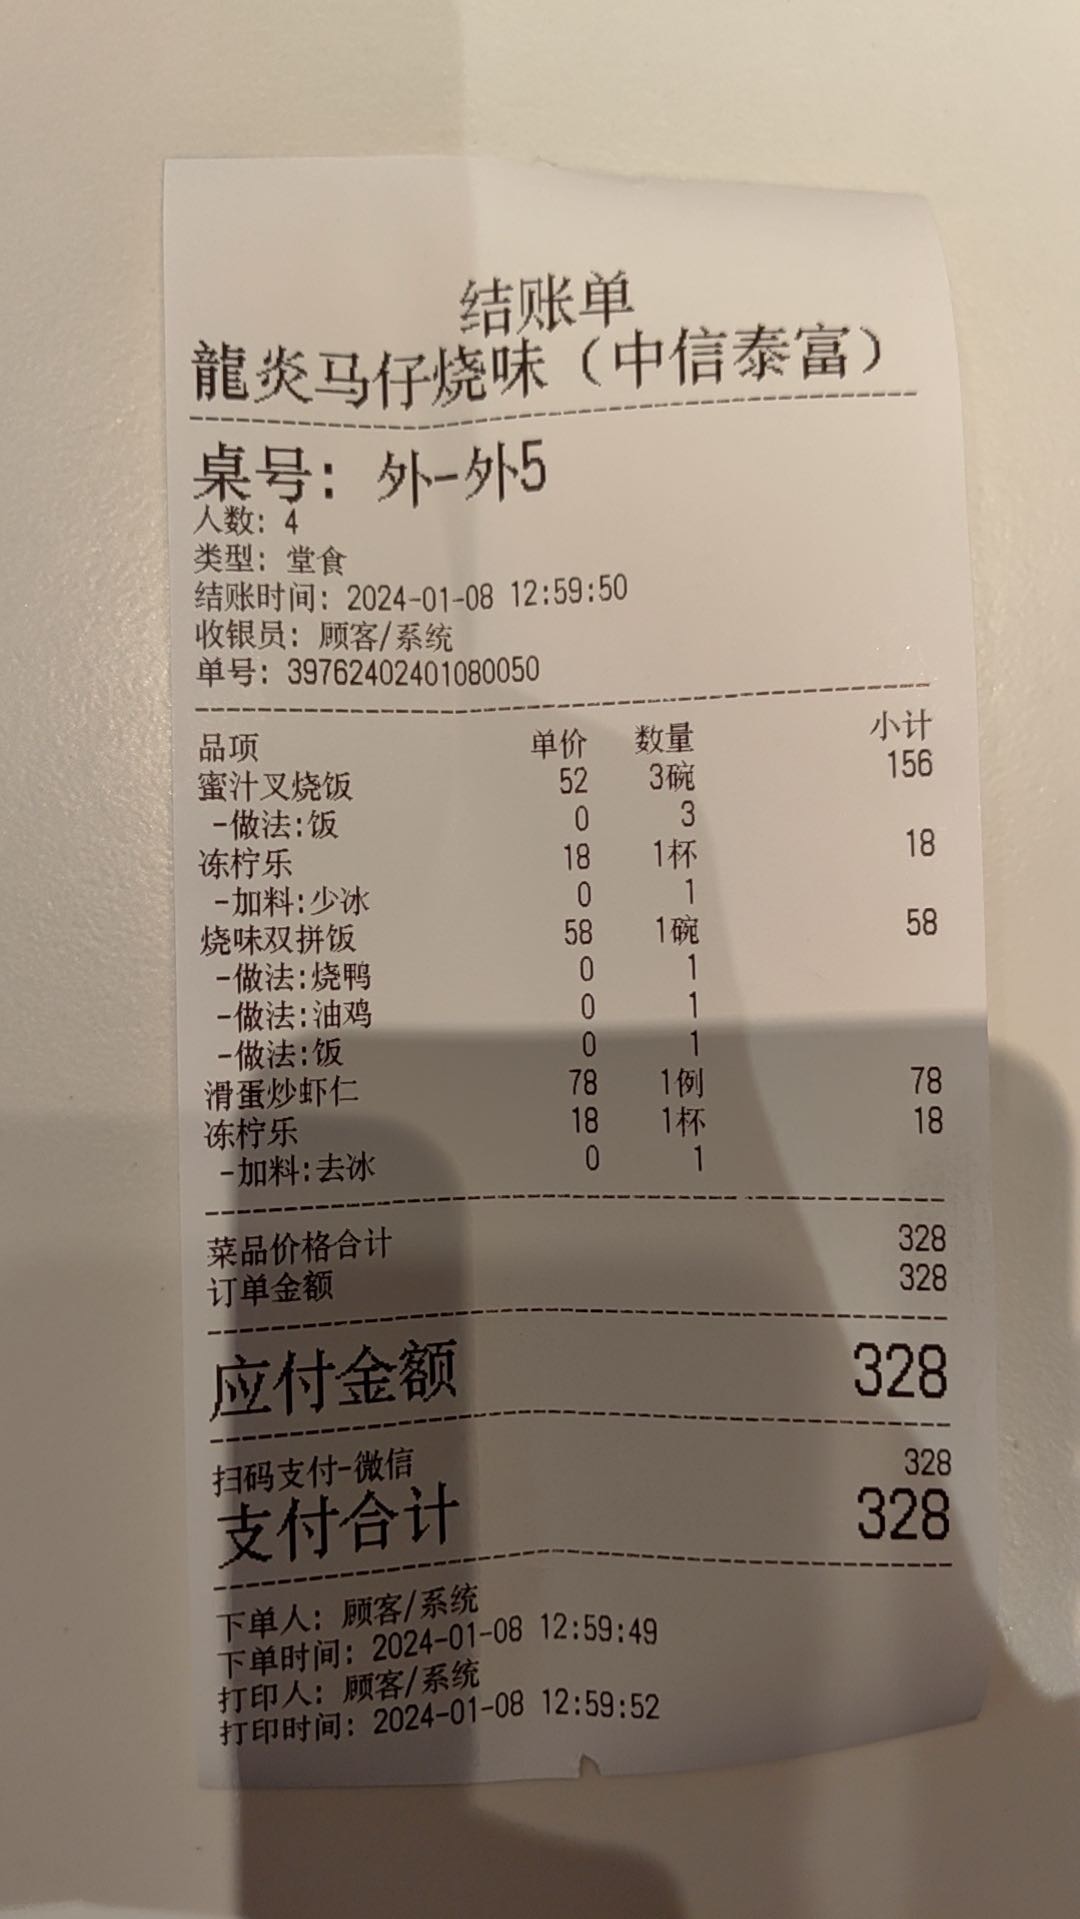 结账单
龍炎马仔烧味（中信泰富）
桌号: 外-外5
人数: 4
类型: 堂食
结账时间: 2024-01-08 12:59:50
收银员: 顾客/系统
单号: 39762402401080050
品项 单价 数量 小计
蜜汁叉烧饭 52 3碗 156
-做法:饭 0 3
冻柠乐 18 1杯 18
-加料:少冰 0 1
烧味双拼饭 58 1碗 58
-做法:烧鸭 0 1
-做法:油鸡 0 1
-做法:饭 0 1
滑蛋炒虾仁 78 1例 78
冻柠乐 18 1杯 18
-加料:去冰 0 1
菜品价格合计 328
订单金额 328
应付金额 328
扫码支付-微信 328
支付合计 328
下单人: 顾客/系统
下单时间: 2024-01-08 12:59:49
打印人: 顾客/系统
打印时间: 2024-01-08 12:59:52